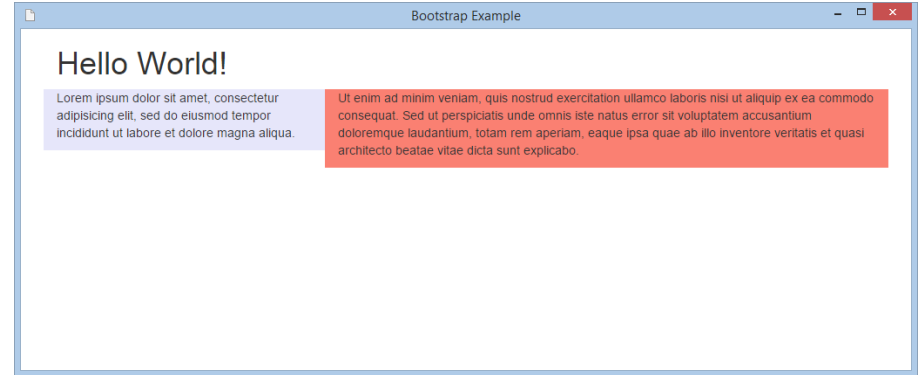 Bootstrap Example
Hello World!
Lorem ipsum dolor sit amet, consectetur
adipisicing elit, sed do eiusmod tempor
incididunt ut labore et dolore magna aliqua.
Ut enim ad minim veniam, quis nostrud exercitation ullamco laboris nisi ut aliquip ex ea commodo
consequat. Sed ut perspiciatis unde omnis iste natus error sit voluptatem accusantium
doloremque laudantium, totam rem aperiam, eaque ipsa quae ab illo inventore veritatis et quasi
architecto beatae vitae dicta sunt explicabo.